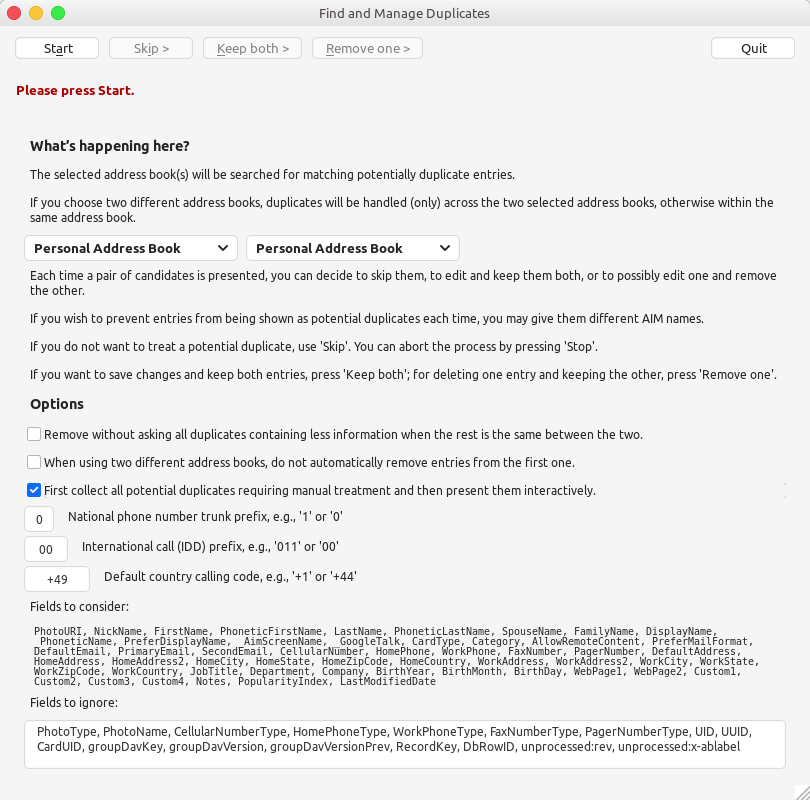 Find and Manage Duplicates
Start Skip > Keep both > Remove one > Quit
Please press Start.
What's happening here?
The selected address book(s) will be searched for matching potentially duplicate entries.
If you choose two different address books, duplicates will be handled (only) across the two selected address books, otherwise within the
same address book.
Personal Address Book Personal Address Book
Each time a pair of candidates is presented, you can decide to skip them, to edit and keep them both, or to possibly edit one and remove
the other.
If you wish to prevent entries from being shown as potential duplicates each time, you may give them different AIM names.
If you do not want to treat a potential duplicate, use 'Skip'. You can abort the process by pressing 'Stop'.
If you want to save changes and keep both entries, press 'Keep both'; for deleting one entry and keeping the other, press 'Remove one'.
Options
Remove without asking all duplicates containing less information when the rest is the same between the two.
When using two different address books, do not automatically remove entries from the first one.
First collect all potential duplicates requiring manual treatment and then present them interactively.
0 National phone number trunk prefix, e.g., '1' or '0'
00 International call (IDD) prefix, e.g., '011' or '00'
+49 Default country calling code, e.g., '+1' or '+44'
Fields to consider:
PhotoURI, NickName, FirstName, PhoneticFirstName, LastName, PhoneticLastName, SpouseName, FamilyName, DisplayName,
_PhoneticName, PreferDisplayName, _AimScreenName, _GoogleTalk, CardType, Category, AllowRemoteContent, PreferMailFormat,
DefaultEmail, PrimaryEmail, SecondEmail, CellularNumber, HomePhone, WorkPhone, FaxNumber, PagerNumber, DefaultAddress,
HomeAddress, HomeAddress2, HomeCity, HomeState, HomeZipCode, HomeCountry, WorkAddress, WorkAddress2, WorkCity, WorkState,
WorkZipCode, WorkCountry, JobTitle, Department, Company, BirthYear, BirthMonth, BirthDay, WebPage1, WebPage2, Custom1,
Custom2, Custom3, Custom4, Notes, PopularityIndex, LastModifiedDate
Fields to ignore:
PhotoType, PhotoName, CellularNumberType, HomePhoneType, WorkPhoneType, FaxNumberType, PagerNumberType, UID, UUID,
CardUID, groupDavKey, groupDavVersion, groupDavVersionPrev, RecordKey, DbRowID, unprocessed:rev, unprocessed:x-ablabel